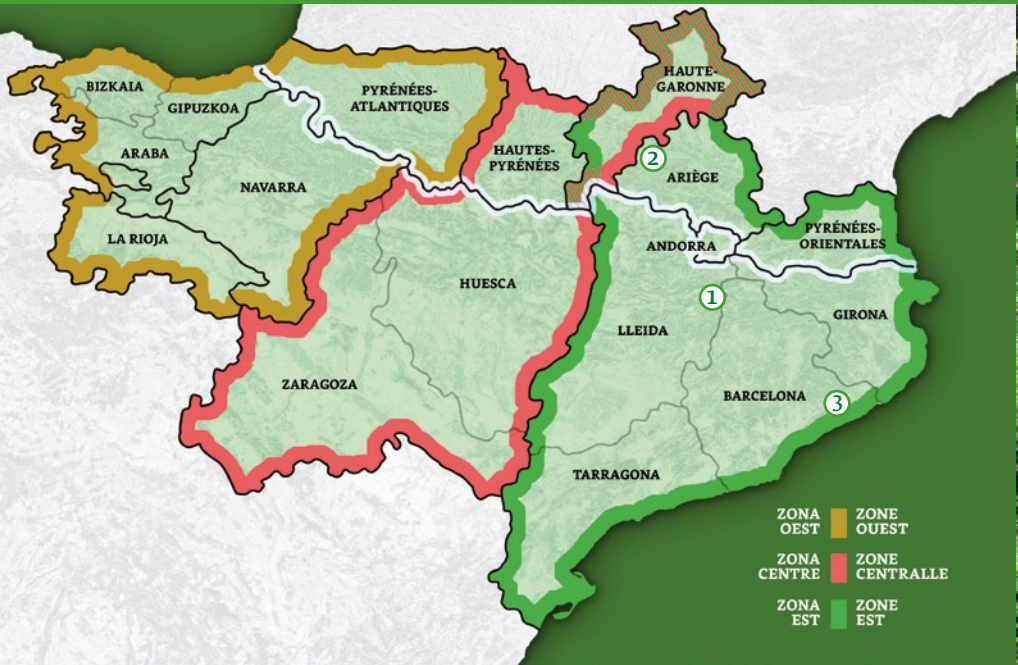 BIZKAIA
GIPUZKOA
PYRÉNÉES-
ATLANTIQUES
HAUTE-
GARONNE
ARABA
NAVARRA
HAUTES-
PYRÉNÉES
2
ARIÈGE
LA RIOJA
ANDORRA
PYRÉNÉES-
ORIENTALES
HUESCA
1
LLEIDA
GIRONA
ZARAGOZA
BARCELONA
3
TARRAGONA
ZONA
OEST
ZONE
OUEST
ZONA
CENTRE
ZONE
CENTRALLE
ZONA
EST
ZONE
EST